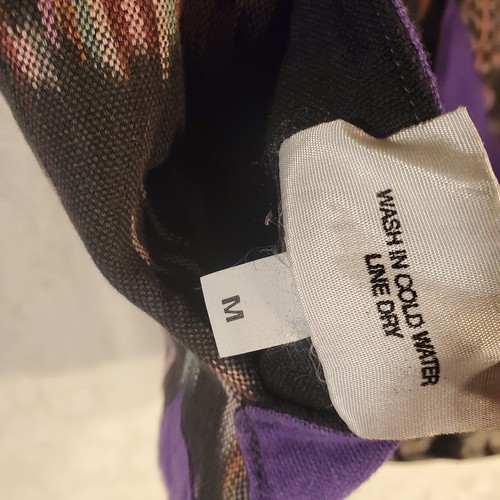 WASH IN COLD WATER
LINE DRY
M